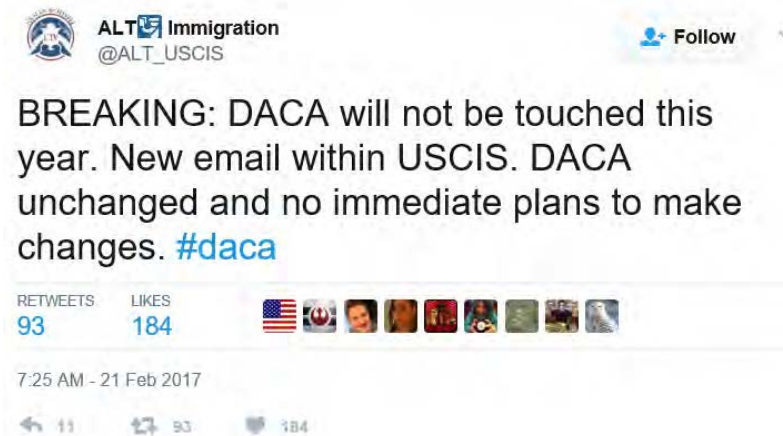 ALT Immigration
@ALT_USCIS
Follow
BREAKING: DACA will not be touched this
year. New email within USCIS. DACA
unchanged and no immediate plans to make
changes. #daca
RETWEETS LIKES
93 184
7:25 AM - 21 Feb 2017
11 93 184